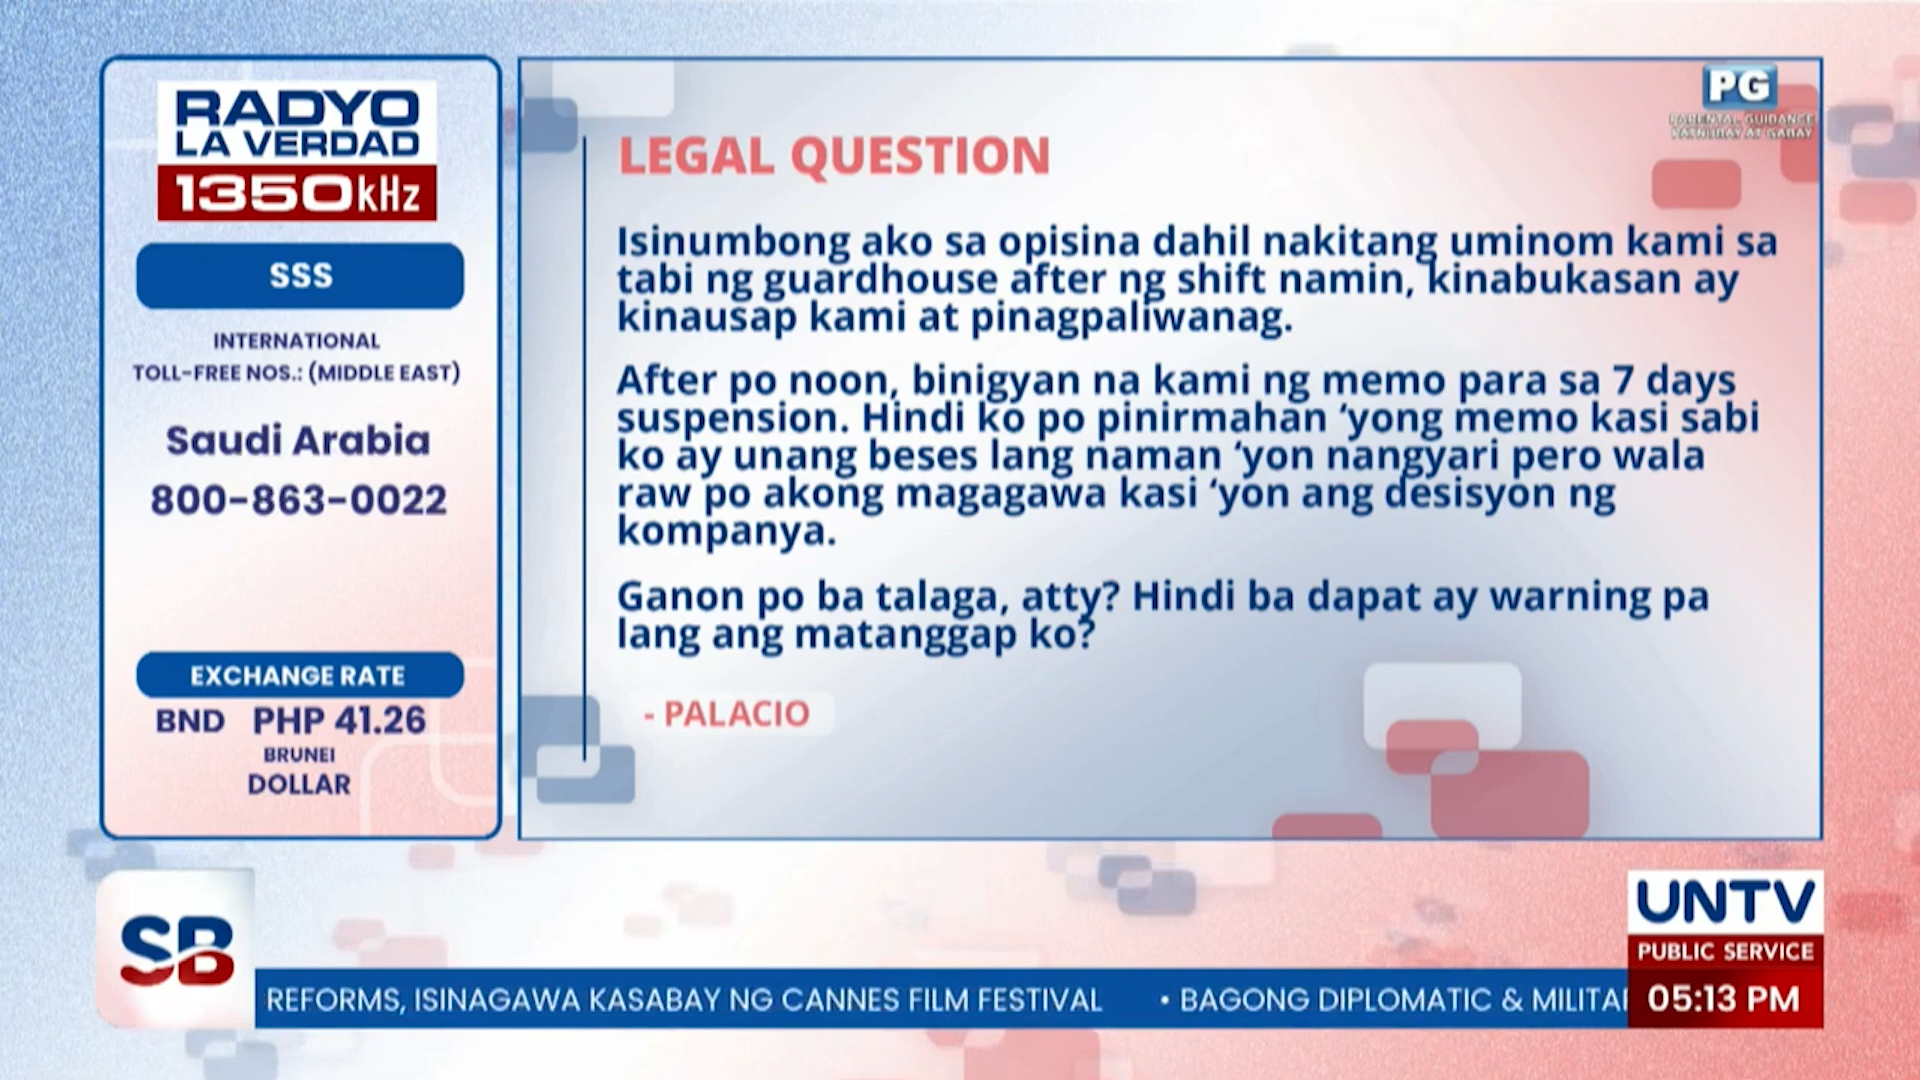 RADYO
LA VERDAD
1350kHz
SSS
INTERNATIONAL
TOLL-FREE NOS.: (MIDDLE EAST)
Saudi Arabia
800-863-0022
EXCHANGE RATE
BND PHP 41.26
BRUNEI
DOLLAR
PG
PARENTAL GUIDANCE
PATNUBAY AT GABAY
LEGAL QUESTION
Isinumbong ako sa opisina dahil nakitang uminom kami sa
tabi ng guardhouse after ng shift namin, kinabukasan ay
kinausap kami at pinagpaliwanag.
After po noon, binigyan na kami ng memo para sa 7 days
suspension. Hindi ko po pinirmahan ‘yong memo kasi sabi
ko ay unang beses lang naman ‘yon nangyari pero wala
raw po akong magagawa kasi ‘yon ang desisyon ng
kompanya.
Ganon po ba talaga, atty? Hindi ba dapat ay warning pa
lang ang matanggap ko?
- PALACIO
SB
REFORMS, ISINAGAWA KASABAY NG CANNES FILM FESTIVAL • BAGONG DIPLOMATIC & MILITA
UNTV
PUBLIC SERVICE
05:13 PM